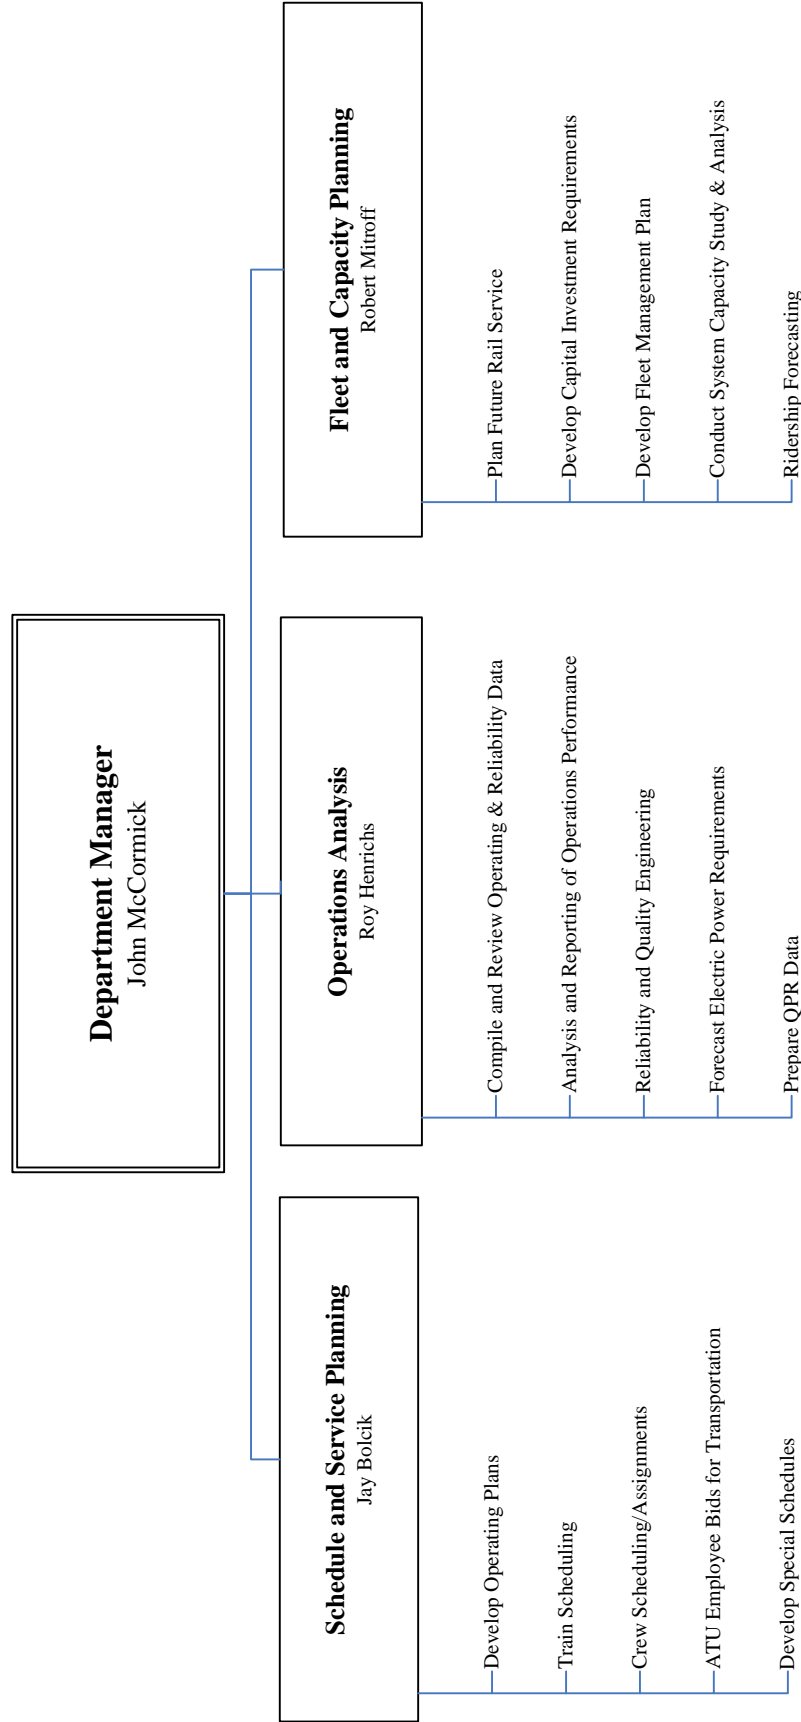 Department Manager
John McCormick
Schedule and Service Planning
Jay Bolcik
Develop Operating Plans
Train Scheduling
Crew Scheduling/Assignments
ATU Employee Bids for Transportation
Develop Special Schedules
Operations Analysis
Roy Henrichs
Compile and Review Operating & Reliability Data
Analysis and Reporting of Operations Performance
Reliability and Quality Engineering
Forecast Electric Power Requirements
Prepare QPR Data
Fleet and Capacity Planning
Robert Mitroff
Plan Future Rail Service
Develop Capital Investment Requirements
Develop Fleet Management Plan
Conduct System Capacity Study & Analysis
Ridership Forecasting